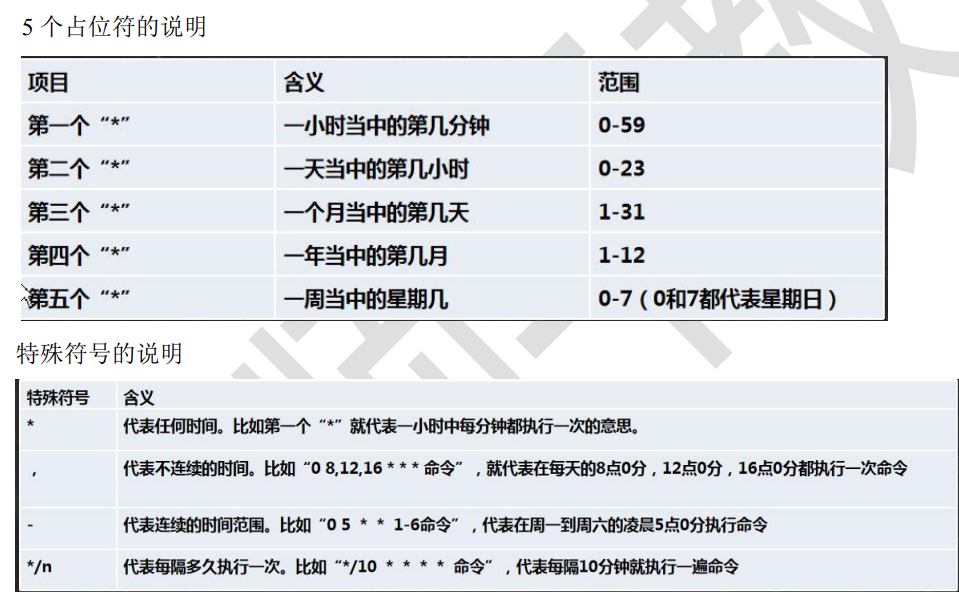 5 个占位符的说明
项目 含义 范围
第一个 “*” 一小时当中的第几分钟 0-59
第二个 “*” 一天当中的第几小时 0-23
第三个 “*” 一个月当中的第几天 1-31
第四个 “*” 一年当中的第几月 1-12
第五个 “*” 一周当中的星期几 0-7（0和7都代表星期日）
特殊符号的说明
特殊符号 含义
* 代表任何时间。比如第一个 “*” 就代表一小时中每分钟都执行一次的意思。
， 代表不连续的时间。比如“0 8,12,16 * * * 命令”，就代表在每天的8点0分，12点0分，16点0分都执行一次命令
- 代表连续的时间范围。比如“0 5 * * 1-6命令”，代表在周一到周六的凌晨5点0分执行命令
*/n 代表每隔多久执行一次。比如“*/10 * * * * 命令”，代表每隔10分钟就执行一遍命令